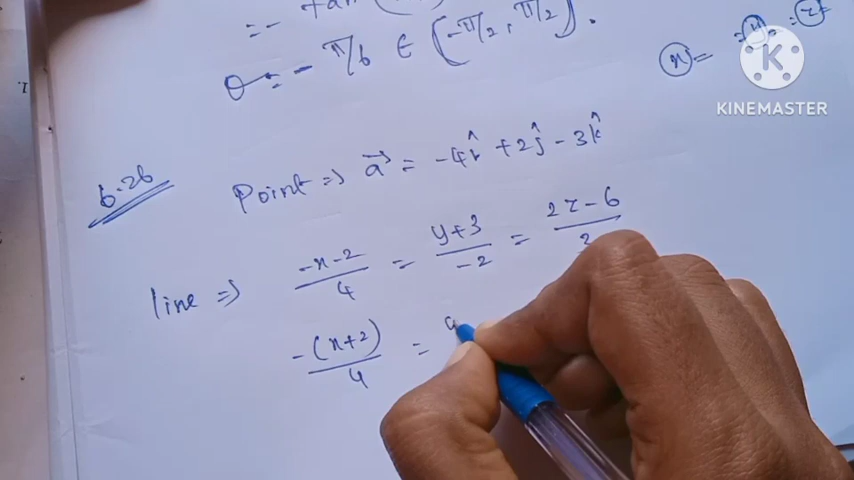 θ = -π/6 ∈ (-π/2, π/2).
(x) =
KINEMASTER
6.26
Point ⇒ a⃗ = -4î + 2ĵ - 3k̂
line ⇒ (-x-2)/4 = (y+3)/-2 = (2z-6)/
-(x+2)/4 =